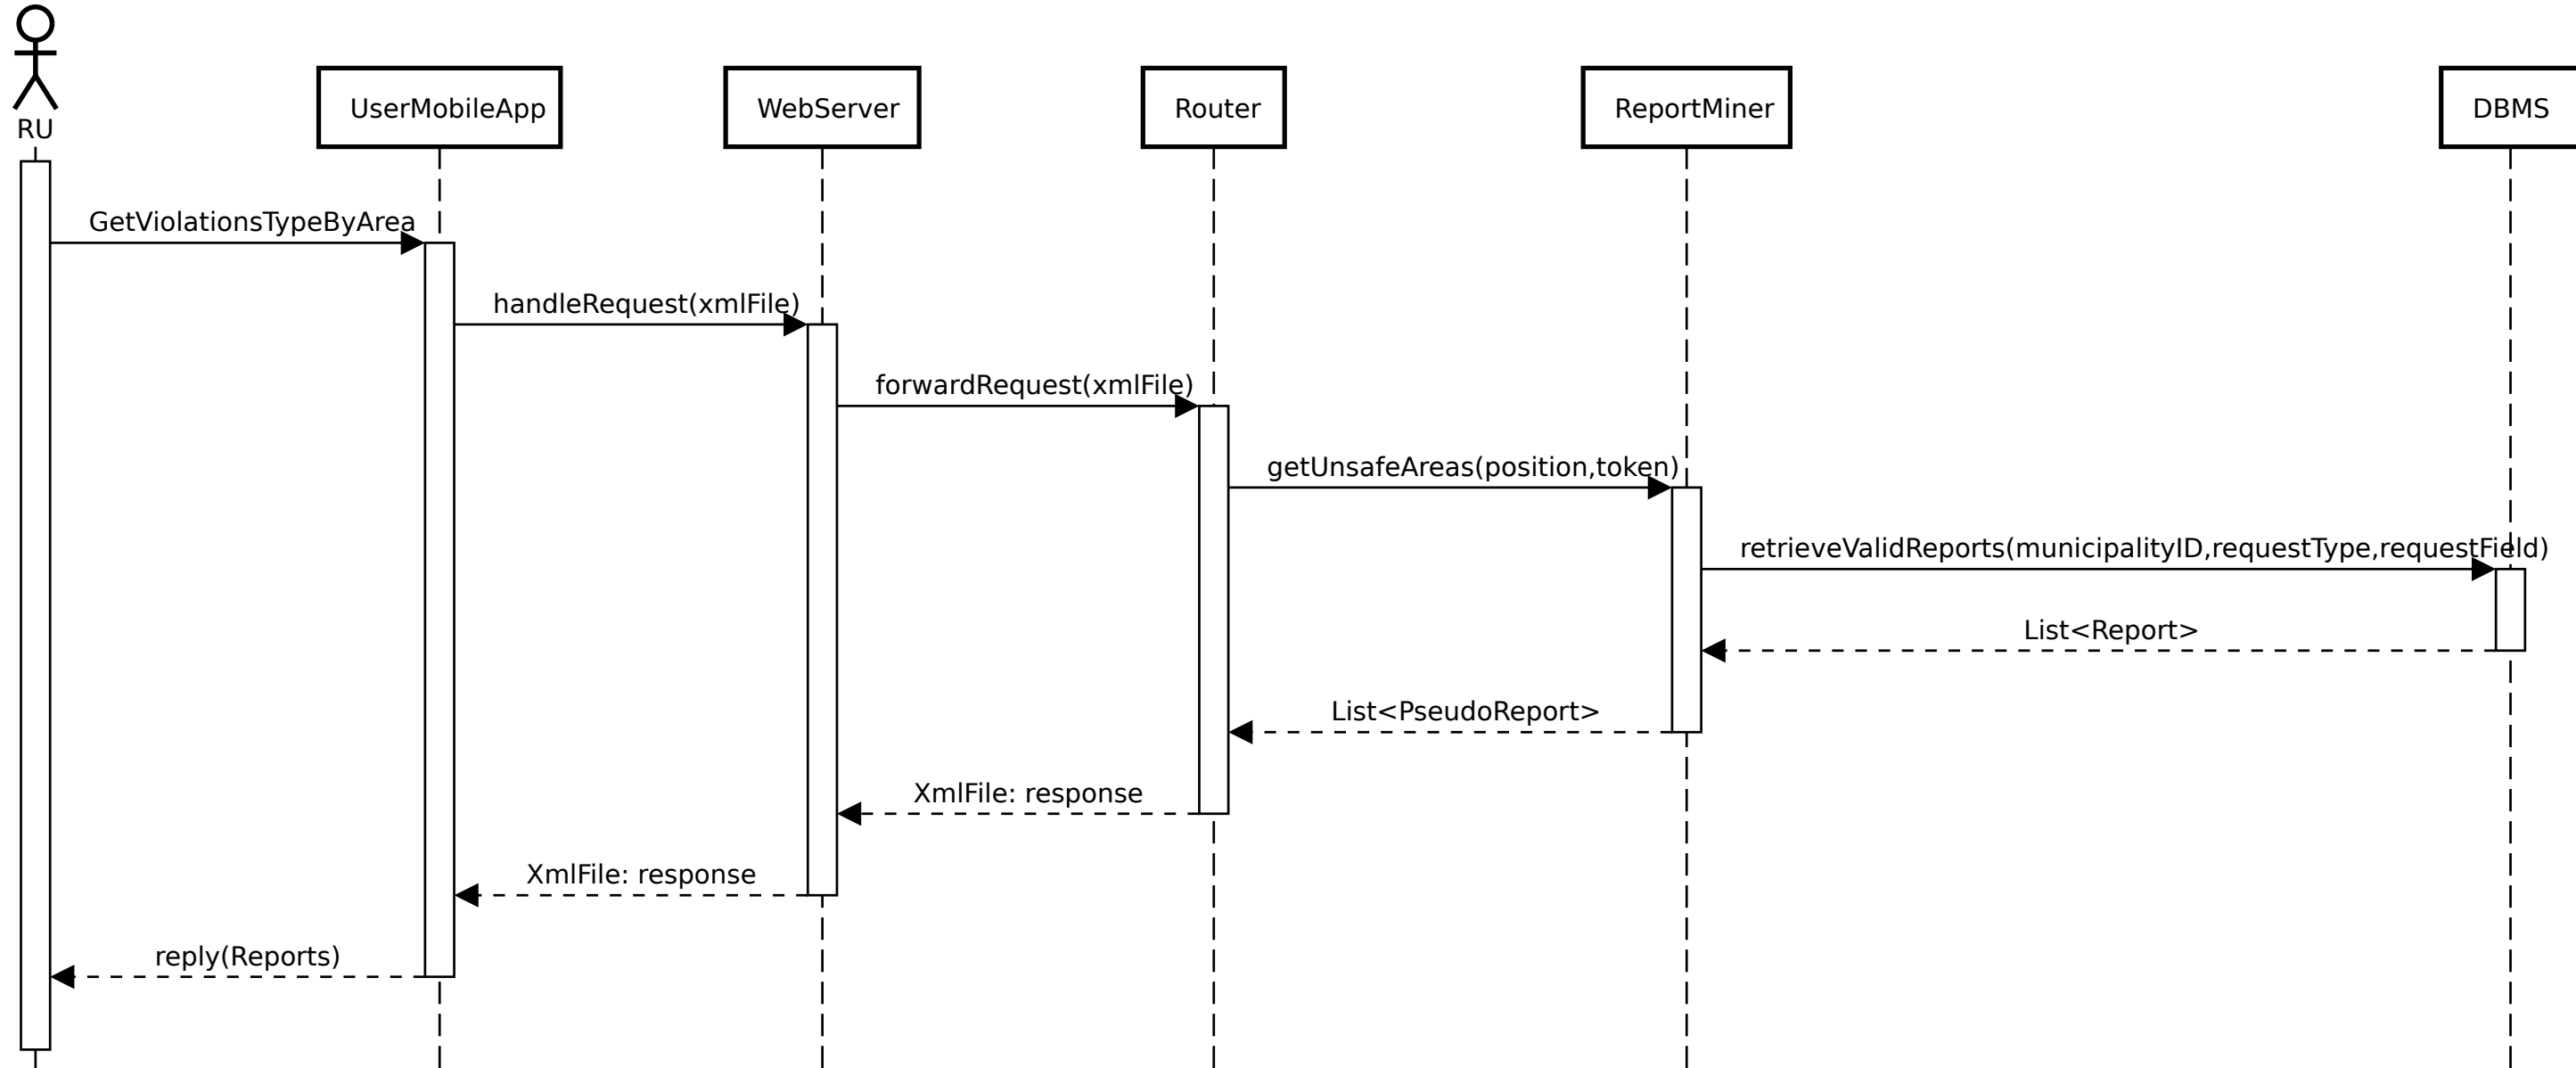 RU
UserMobileApp
WebServer
Router
ReportMiner
DBMS
GetViolationsTypeByArea
handleRequest(xmlFile)
forwardRequest(xmlFile)
getUnsafeAreas(position,token)
retrieveValidReports(municipalityID,requestType,requestField)
List<Report>
List<PseudoReport>
XmlFile: response
XmlFile: response
reply(Reports)